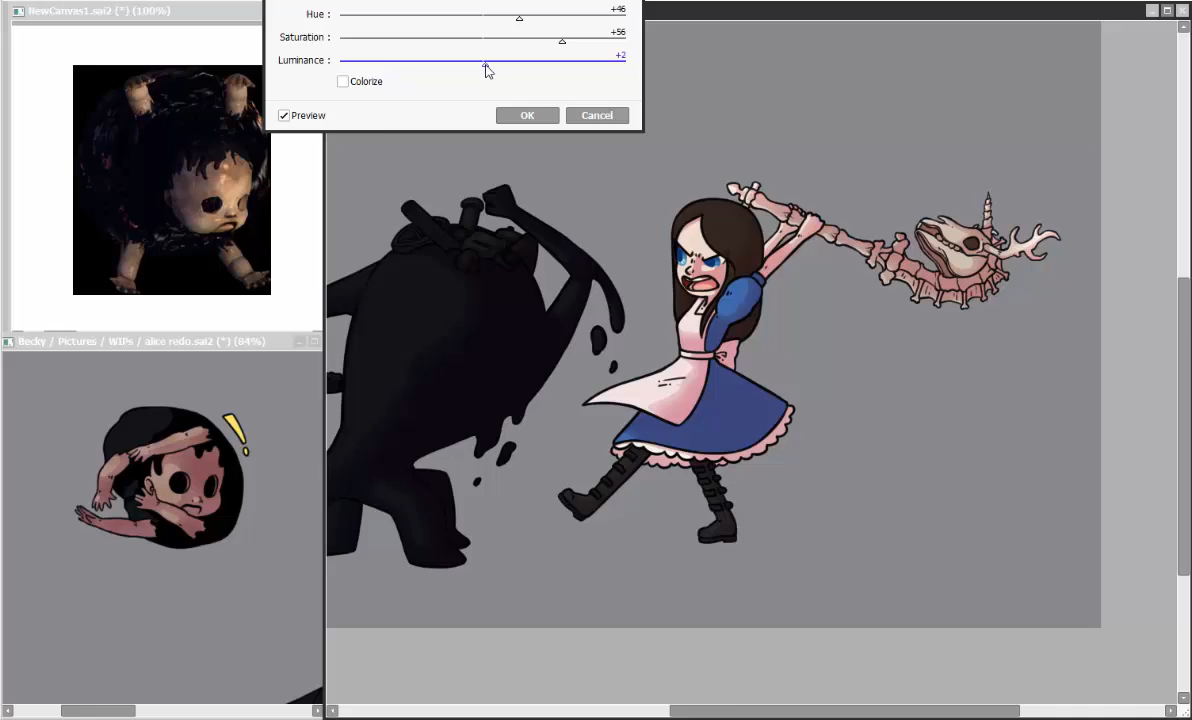 NewCanvas1.sai2 (*) (100%)
Hue : +46
Saturation : +56
Luminance : +2
Colorize
Preview
OK
Cancel
Becky / Pictures / WIPs / alice redo.sai2 (*) (84%)